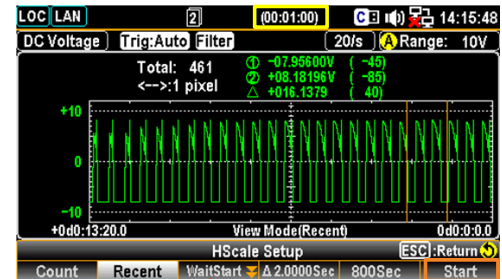 LOC LAN 2 (00:01:00) C 14:15:48
DC Voltage Trig:Auto Filter 20/s A Range: 10V
Total: 461 ① -07.95600V ( -45)
<-->:1 pixel ② +08.18196V ( -85)
△ +016.1379 ( 40)
+10
0
-10
+0d0:13:20.0 View Mode(Recent) 0d0:0:0.0
HScale Setup ESC :Return
Count Recent WaitStart Δ2.0000Sec 800Sec Start